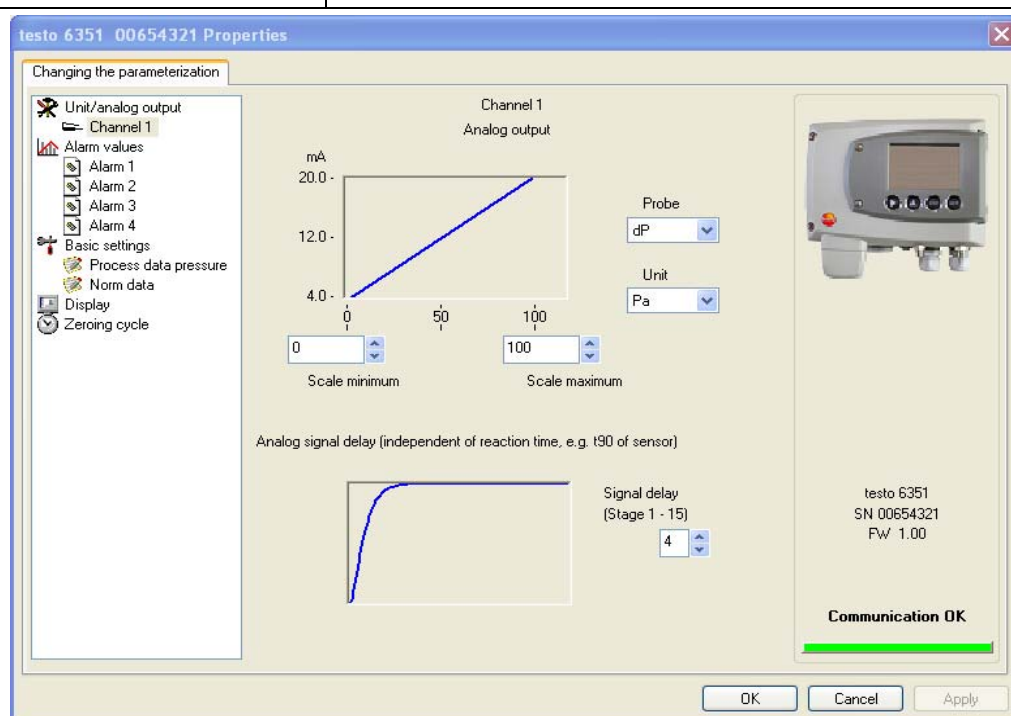 testo 6351 00654321 Properties
Changing the parameterization
Unit/analog output
Channel 1
Alarm values
Alarm 1
Alarm 2
Alarm 3
Alarm 4
Basic settings
Process data pressure
Norm data
Display
Zeroing cycle
Channel 1
Analog output
mA
20.0 -
12.0 -
4.0 -
0 50 100
0 100
Scale minimum Scale maximum
Probe
dP
Unit
Pa
Analog signal delay (independent of reaction time, e.g. t90 of sensor)
Signal delay
(Stage 1 - 15)
4
testo 6351
SN 00654321
FW 1.00
Communication OK
OK Cancel Apply